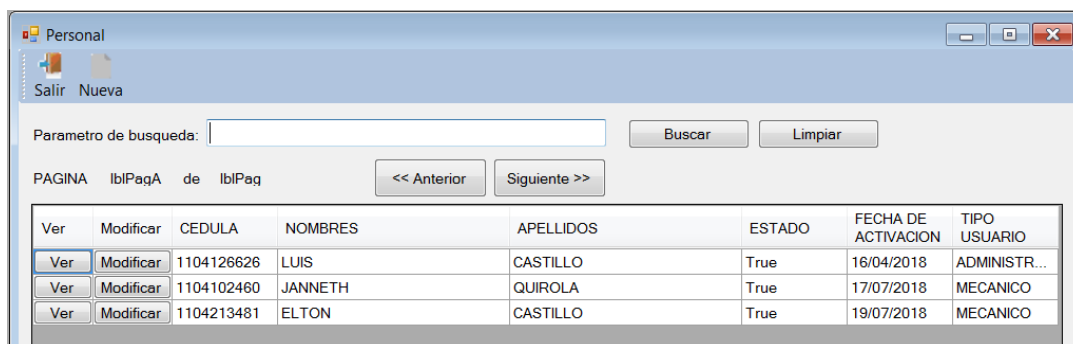 Personal
Salir Nueva
Parametro de busqueda: Buscar Limpiar
PAGINA lblPagA de lblPag << Anterior Siguiente >>
Ver Modificar CEDULA NOMBRES APELLIDOS ESTADO FECHA DE ACTIVACION TIPO USUARIO
Ver Modificar 1104126626 LUIS CASTILLO True 16/04/2018 ADMINISTR...
Ver Modificar 1104102460 JANNETH QUIROLA True 17/07/2018 MECANICO
Ver Modificar 1104213481 ELTON CASTILLO True 19/07/2018 MECANICO